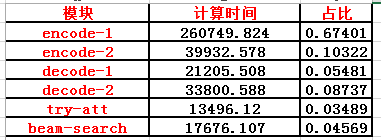 模块 计算时间 占比
encode-1 260749.824 0.67401
encode-2 39932.578 0.10322
decode-1 21205.508 0.05481
decode-2 33800.588 0.08737
try-att 13496.12 0.03489
beam-search 17676.107 0.04569